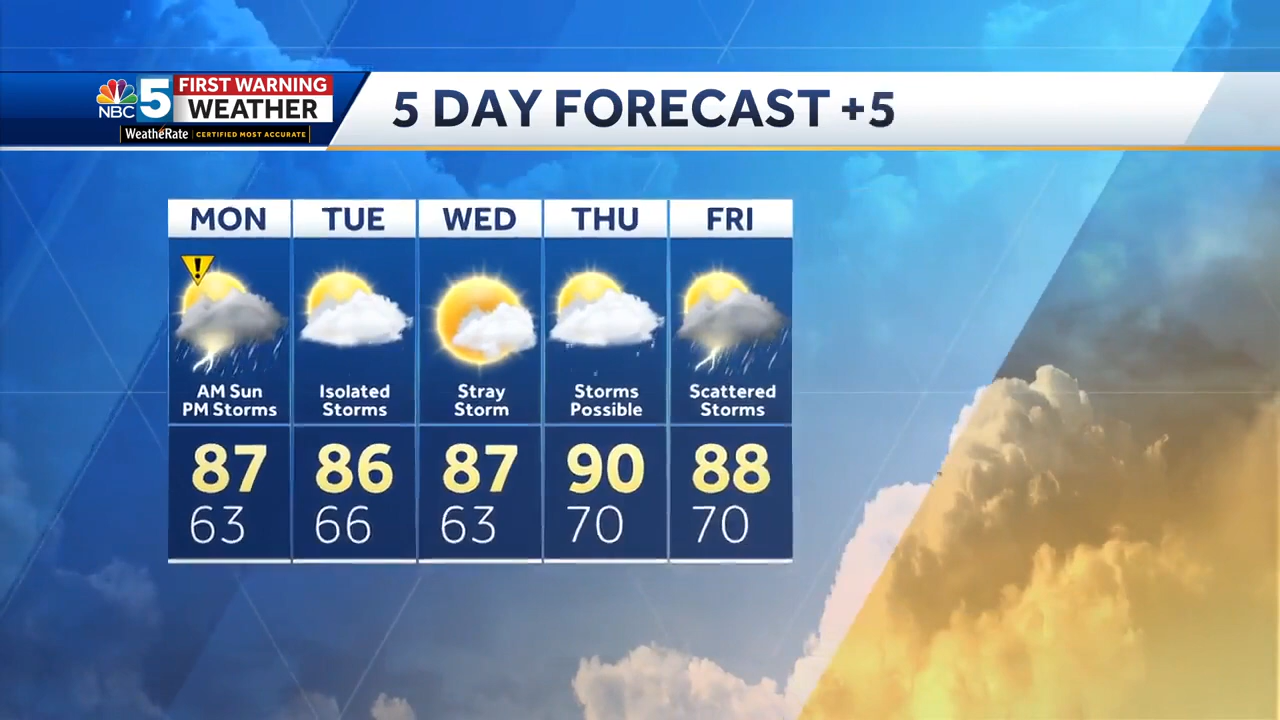 NBC 5 FIRST WARNING
WEATHER
WeatheRate CERTIFIED MOST ACCURATE
5 DAY FORECAST +5
MON TUE WED THU FRI
!
AM Sun Isolated Stray Storms Scattered
PM Storms Storms Storm Possible Storms
87 86 87 90 88
63 66 63 70 70